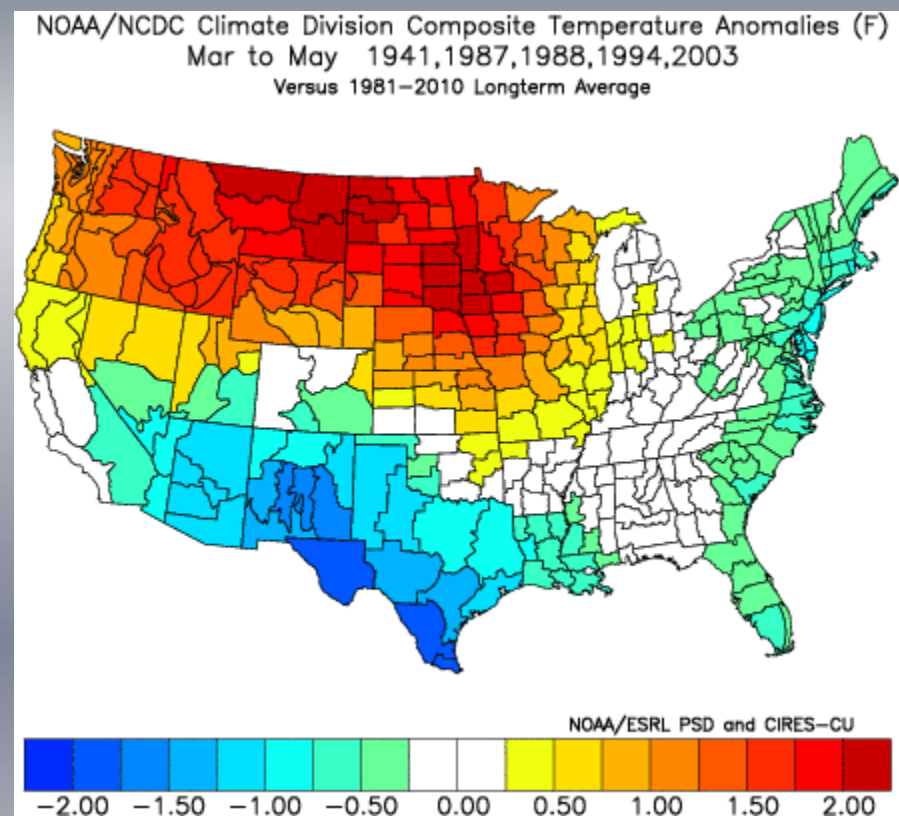 NOAA/NCDC Climate Division Composite Temperature Anomalies (F)
Mar to May 1941,1987,1988,1994,2003
Versus 1981−2010 Longterm Average
NOAA/ESRL PSD and CIRES−CU
−2.00 −1.50 −1.00 −0.50 0.00 0.50 1.00 1.50 2.00